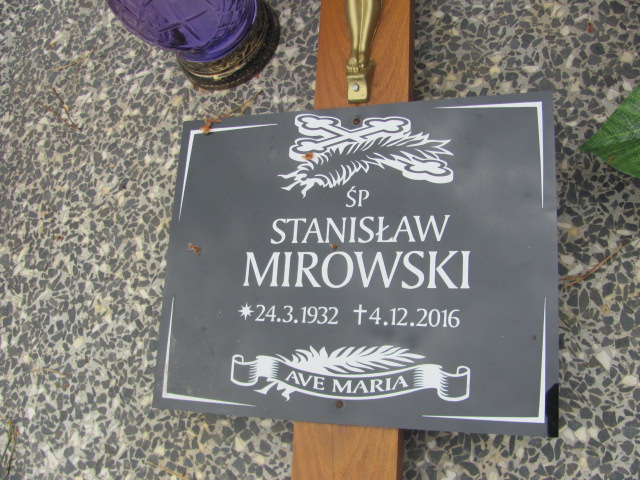 ŚP
STANISŁAW
MIROWSKI
*24.3.1932 †4.12.2016
AVE MARIA